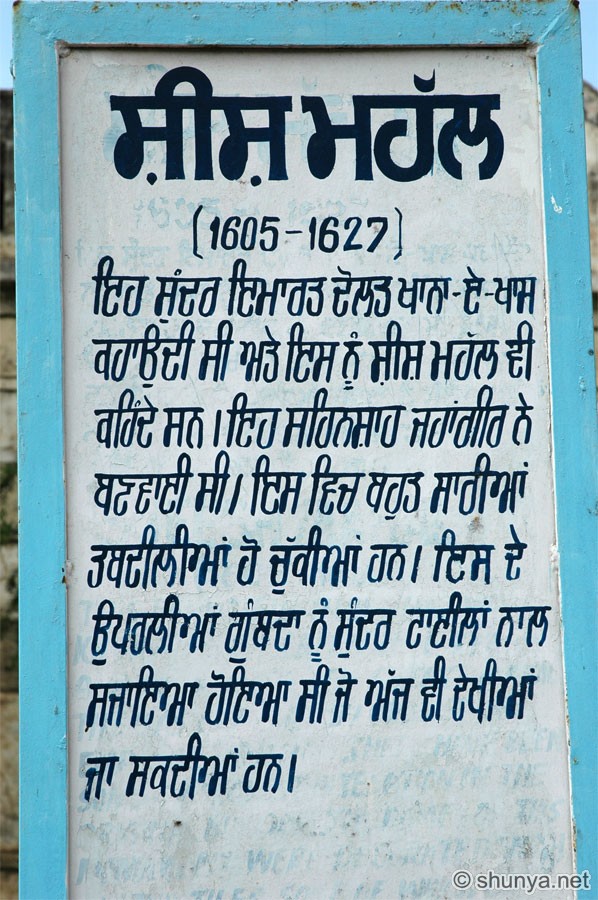 ਸ਼ੀਸ਼ ਮਹੱਲ
(1605-1627)
ਇਹ ਸੁੰਦਰ ਇਮਾਰਤ ਦੌਲਤ ਖਾਨਾ-ਏ-ਖਾਸ
ਕਹਾਉਂਦੀ ਸੀ ਅਤੇ ਇਸ ਨੂੰ ਸ਼ੀਸ਼ ਮਹੱਲ ਵੀ
ਕਹਿੰਦੇ ਸਨ । ਇਹ ਸਹਿਨਸਾਹ ਜਹਾਂਗੀਰ ਨੇ
ਬਣਵਾਈ ਸੀ। ਇਸ ਵਿਚ ਬਹੁਤ ਸਾਰੀਆਂ
ਤਬਦੀਲੀਆਂ ਹੋ ਚੁੱਕੀਆਂ ਹਨ। ਇਸ ਦੇ
ਉਪਰਲੀਆਂ ਗੁੰਬਦਾ ਨੂੰ ਸੁੰਦਰ ਟਾਈਲਾਂ ਨਾਲ
ਸਜਾਇਆ ਹੋਇਆ ਸੀ ਜੋ ਅੱਜ ਵੀ ਦੇਖੀਆਂ
ਜਾ ਸਕਦੀਆਂ ਹਨ।
© shunya.net